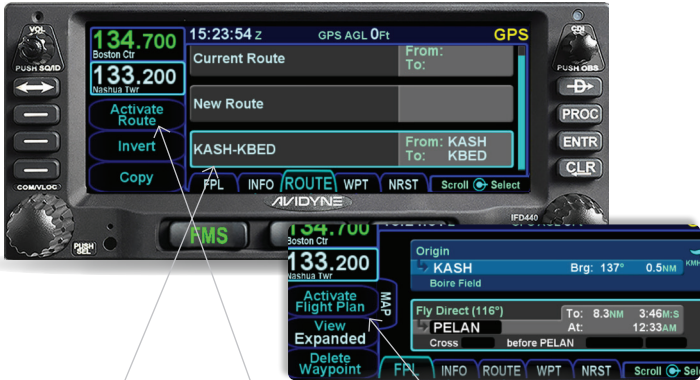 VOL
PUSH SQ/ID
134.700
Boston Ctr
133.200
Nashua Twr
15:23:54 Z
GPS AGL 0Ft
GPS
Current Route
From:
To:
New Route
KASH-KBED
From: KASH
To: KBED
Activate
Route
Invert
Copy
FPL
INFO
ROUTE
WPT
NRST
Scroll
Select
CDI
PUSH OBS
D
PROC
ENTR
CLR
COM/VLOC
AVIDYNE
IFD440
PUSH
SEL
FMS
134.700
Boston Ctr
133.200
Nashua Twr
Activate
Flight Plan
View
Expanded
Delete
Waypoint
MAP
Origin
KASH
Brg: 137° 0.5NM
Boire Field
KMH
Fly Direct (116°)
PELAN
To: 8.3NM 3:46M:S
At: 12:33AM
Cross
before PELAN
FPL
INFO
ROUTE
WPT
NRST
Scroll
Sel